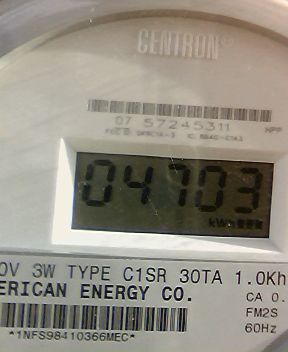 CENTRON®
07 57245311 HPP
04703
kWh
0V 3W TYPE C1SR 30TA 1.0Kh
ERICAN ENERGY CO. CA 0.
FM2S
60Hz
*1NFS98410366MEC*